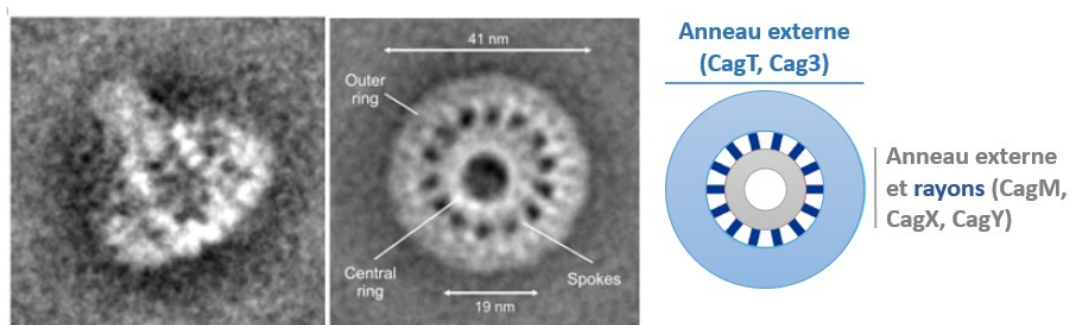 41 nm
Outer
ring
Central
ring
Spokes
19 nm
Anneau externe
(CagT, Cag3)
Anneau externe
et rayons (CagM,
CagX, CagY)